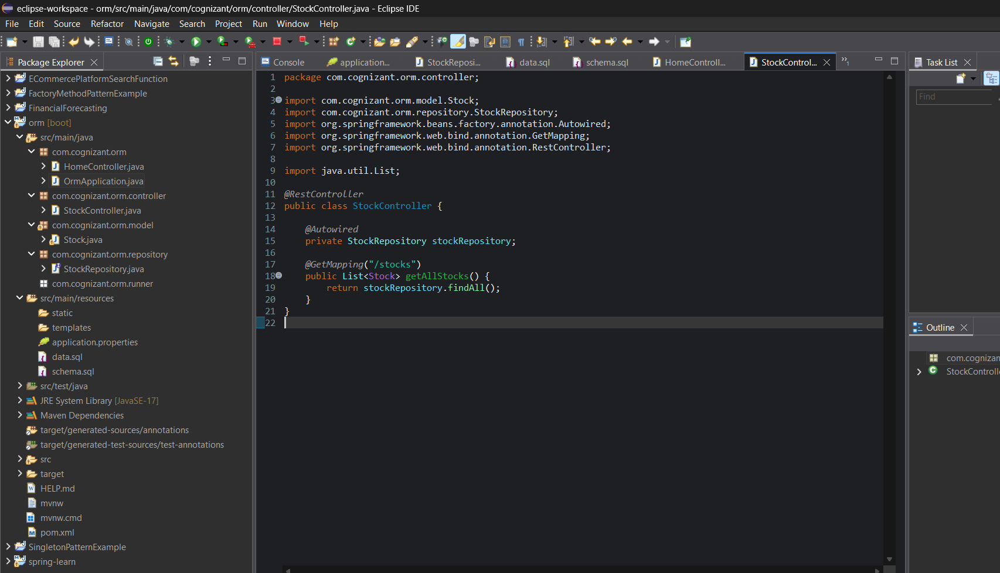 eclipse-workspace - orm/src/main/java/com/cognizant/orm/controller/StockController.java - Eclipse IDE
File Edit Source Refactor Navigate Search Project Run Window Help
Package Explorer
ECommercePlatformSearchFunction
FactoryMethodPatternExample
FinancialForecasting
orm [boot]
src/main/java
com.cognizant.orm
HomeController.java
OrmApplication.java
com.cognizant.orm.controller
StockController.java
com.cognizant.orm.model
Stock.java
com.cognizant.orm.repository
StockRepository.java
com.cognizant.orm.runner
src/main/resources
static
templates
application.properties
data.sql
schema.sql
src/test/java
JRE System Library [JavaSE-17]
Maven Dependencies
target/generated-sources/annotations
target/generated-test-sources/test-annotations
src
target
HELP.md
mvnw
mvnw.cmd
pom.xml
SingletonPatternExample
spring-learn
Console application... StockReposi... data.sql schema.sql HomeControll... StockControl... »1
1 package com.cognizant.orm.controller;
2
3 import com.cognizant.orm.model.Stock;
4 import com.cognizant.orm.repository.StockRepository;
5 import org.springframework.beans.factory.annotation.Autowired;
6 import org.springframework.web.bind.annotation.GetMapping;
7 import org.springframework.web.bind.annotation.RestController;
8
9 import java.util.List;
10
11 @RestController
12 public class StockController {
13
14 @Autowired
15 private StockRepository stockRepository;
16
17 @GetMapping("/stocks")
18 public List<Stock> getAllStocks() {
19 return stockRepository.findAll();
20 }
21 }
22
Task List
Find
Outline
com.cognizan
StockControll